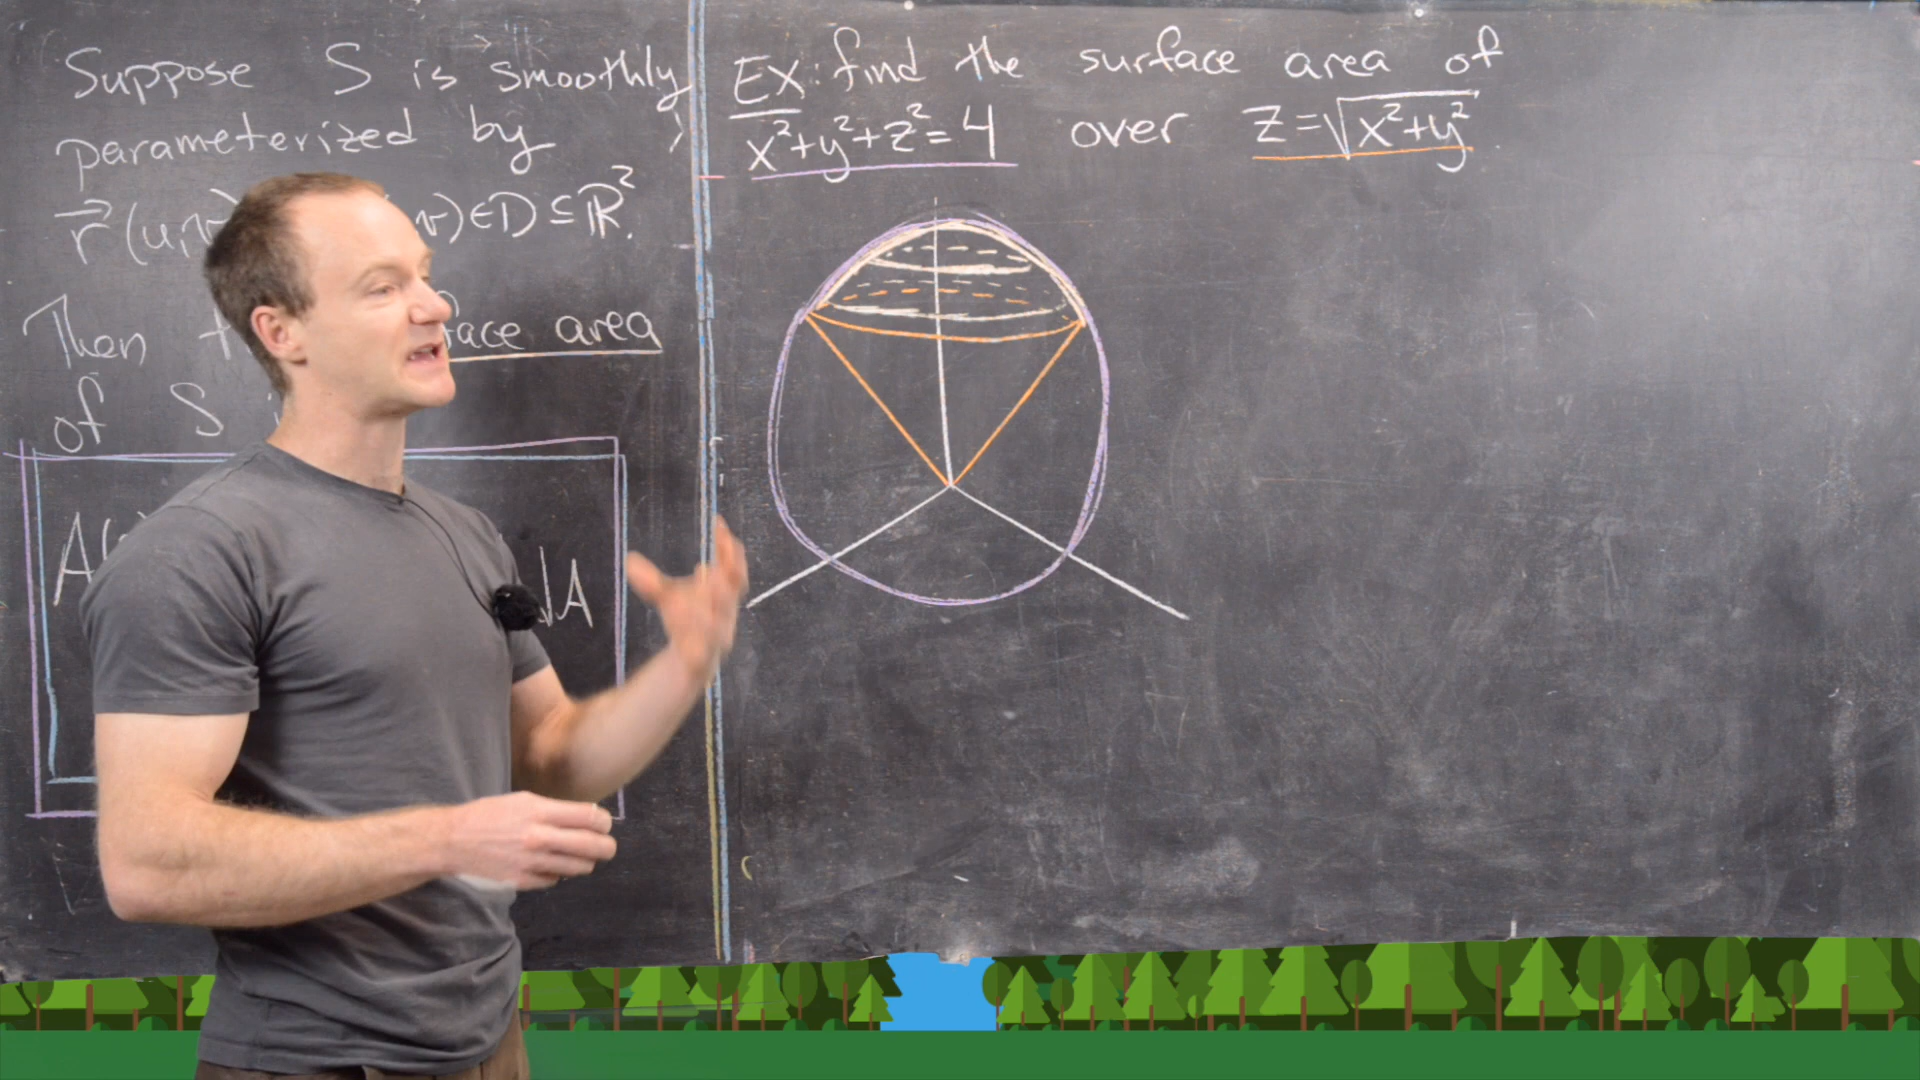 Suppose S is smoothly
parameterized by
r⃗(u,v) v)∈D⊆ℝ².
Then surface area
of S
A( dA
EX: find the surface area of
x²+y²+z²=4 over z=√(x²+y²).